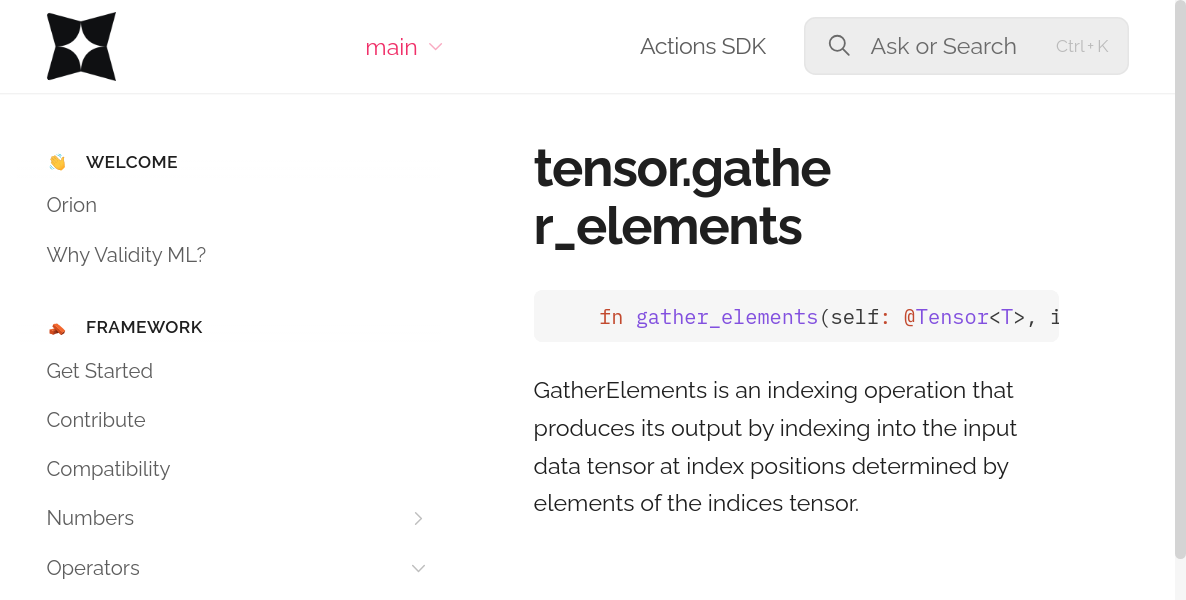 main
Actions SDK
Ask or Search
Ctrl + K
WELCOME
Orion
Why Validity ML?
FRAMEWORK
Get Started
Contribute
Compatibility
Numbers
Operators
tensor.gathe
r_elements
fn gather_elements(self: @Tensor<T>, i
GatherElements is an indexing operation that
produces its output by indexing into the input
data tensor at index positions determined by
elements of the indices tensor.